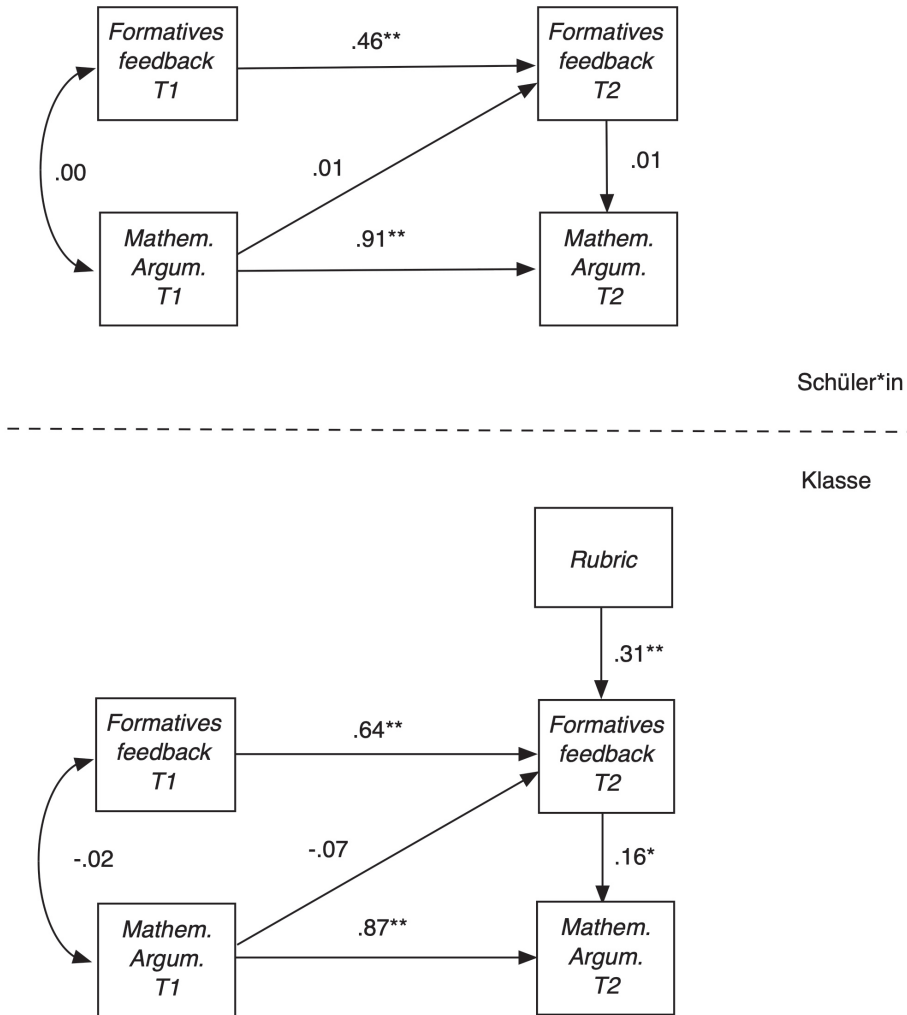 Formatives
feedback
T1
.46**
Formatives
feedback
T2
.00
.01
.01
Mathem.
Argum.
T1
.91**
Mathem.
Argum.
T2
Schüler*in
Klasse
Rubric
.31**
Formatives
feedback
T1
.64**
Formatives
feedback
T2
-.02
-.07
.16*
Mathem.
Argum.
T1
.87**
Mathem.
Argum.
T2